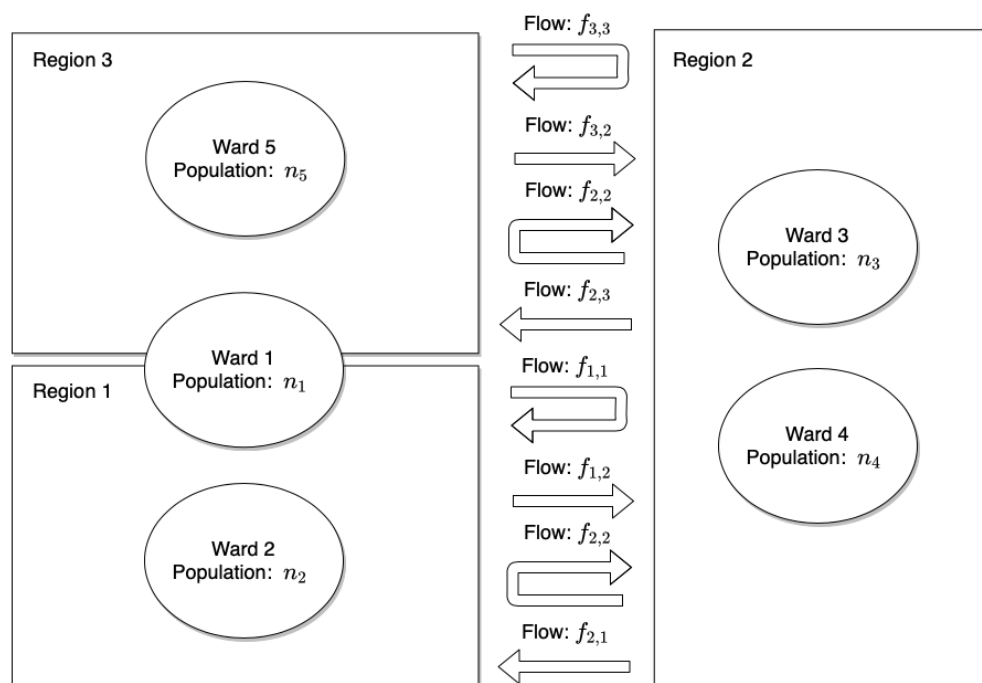 Region 3
Ward 5
Population: n₅
Ward 1
Population: n₁
Region 1
Ward 2
Population: n₂
Flow: f₃,₃
Flow: f₃,₂
Flow: f₂,₂
Flow: f₂,₃
Flow: f₁,₁
Flow: f₁,₂
Flow: f₂,₂
Flow: f₂,₁
Region 2
Ward 3
Population: n₃
Ward 4
Population: n₄